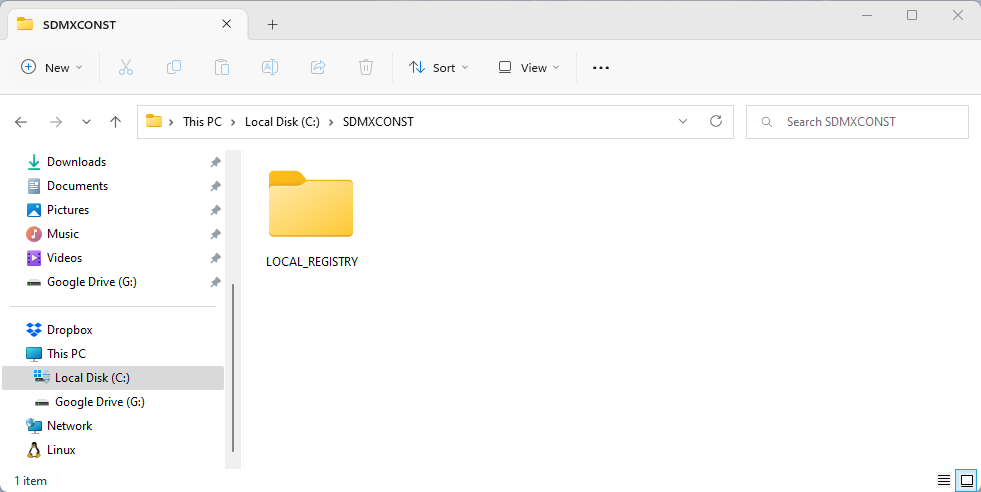 SDMXCONST
New
Sort
View
This PC
Local Disk (C:)
SDMXCONST
Search SDMXCONST
Downloads
Documents
Pictures
Music
Videos
Google Drive (G:)
Dropbox
This PC
Local Disk (C:)
Google Drive (G:)
Network
Linux
LOCAL_REGISTRY
1 item